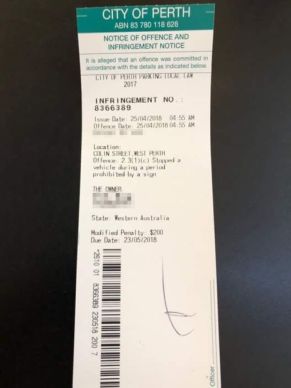 CITY OF PERTH
ABN 83 780 118 628
NOTICE OF OFFENCE AND
INFRINGEMENT NOTICE
It is alleged that an offence was committed in
accordance with the details as indicated below.
CITY OF PERTH PARKING LOCAL LAW
2017
INFRINGEMENT NO.:
8366389
Issue Date: 25/04/2018 04:55 AM
Offence Date: 25/04/2018 04:55 AM
Location:
COLIN STREET, WEST PERTH
Offence: 2.3(1)(c) Stopped a
vehicle during a period
prohibited by a sign
THE OWNER
State: Western Australia
Modified Penalty: $200
Due Date: 23/05/2018
Officer